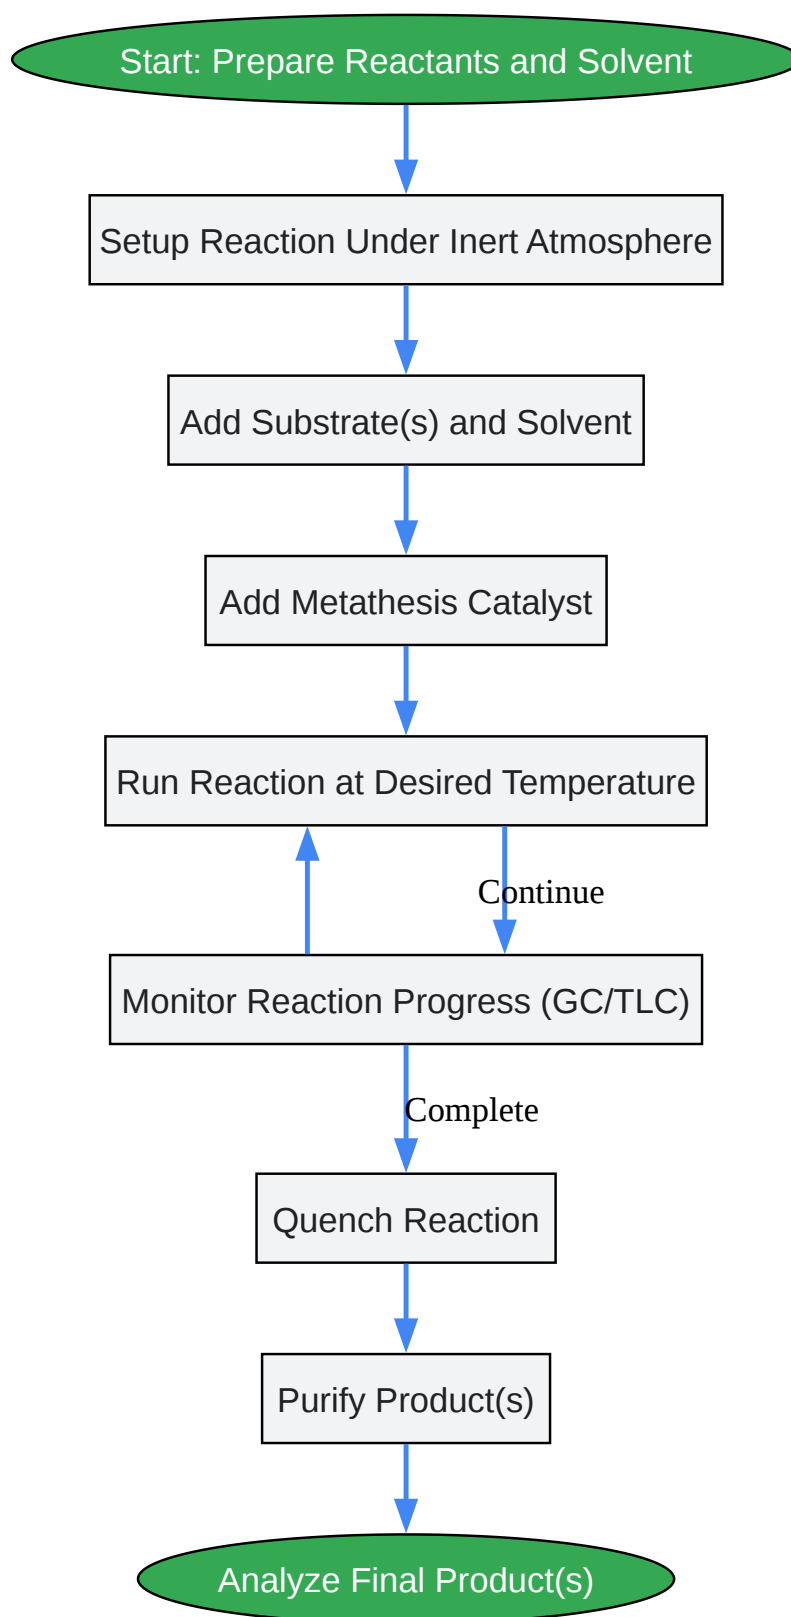 Start: Prepare Reactants and Solvent
Setup Reaction Under Inert Atmosphere
Add Substrate(s) and Solvent
Add Metathesis Catalyst
Run Reaction at Desired Temperature
Continue
Monitor Reaction Progress (GC/TLC)
Complete
Quench Reaction
Purify Product(s)
Analyze Final Product(s)